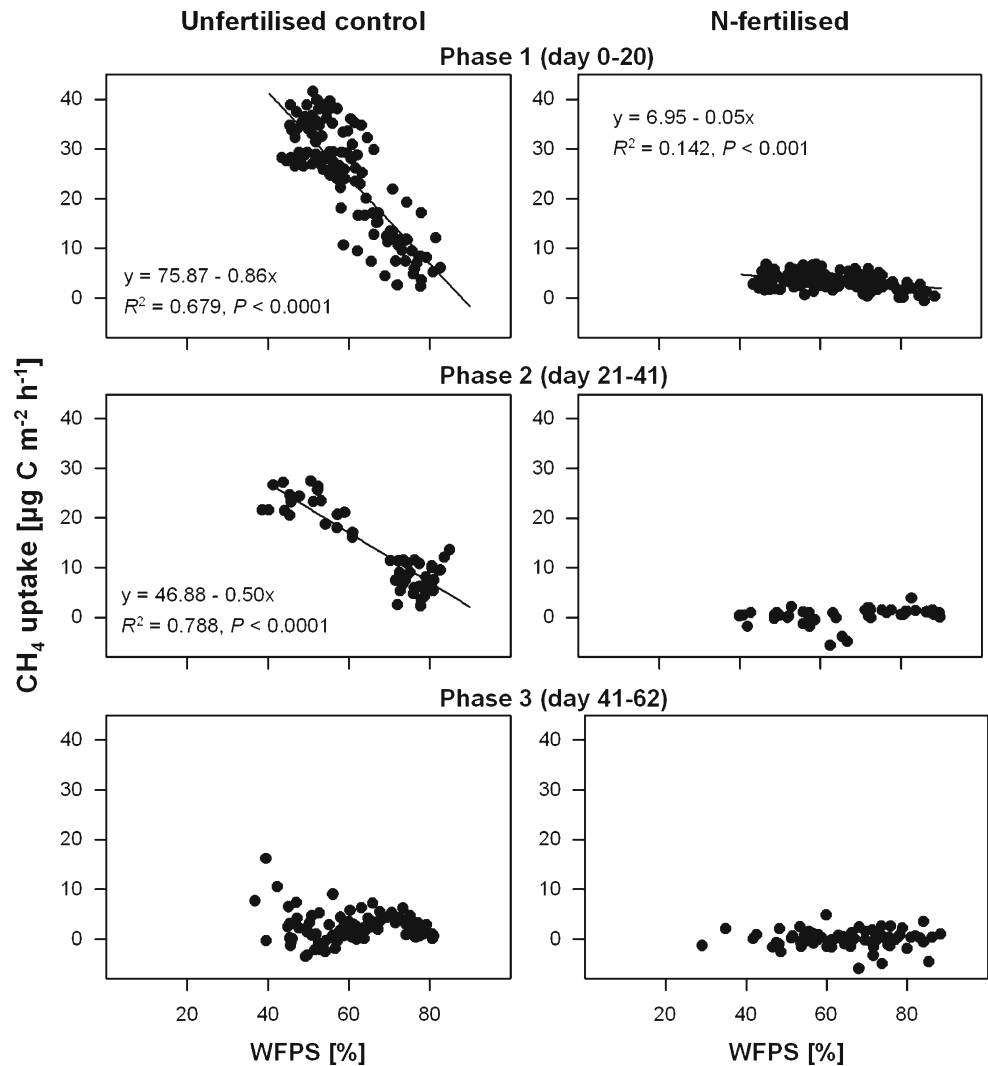 Unfertilised control N-fertilised
Phase 1 (day 0-20)
40 40
30 30
20 20
10 10
0 0
y = 75.87 - 0.86x
R² = 0.679, P < 0.0001
y = 6.95 - 0.05x
R² = 0.142, P < 0.001
Phase 2 (day 21-41)
40 40
30 30
20 20
10 10
0 0
y = 46.88 - 0.50x
R² = 0.788, P < 0.0001
CH₄ uptake [µg C m⁻² h⁻¹]
Phase 3 (day 41-62)
40 40
30 30
20 20
10 10
0 0
20 40 60 80 20 40 60 80
WFPS [%] WFPS [%]